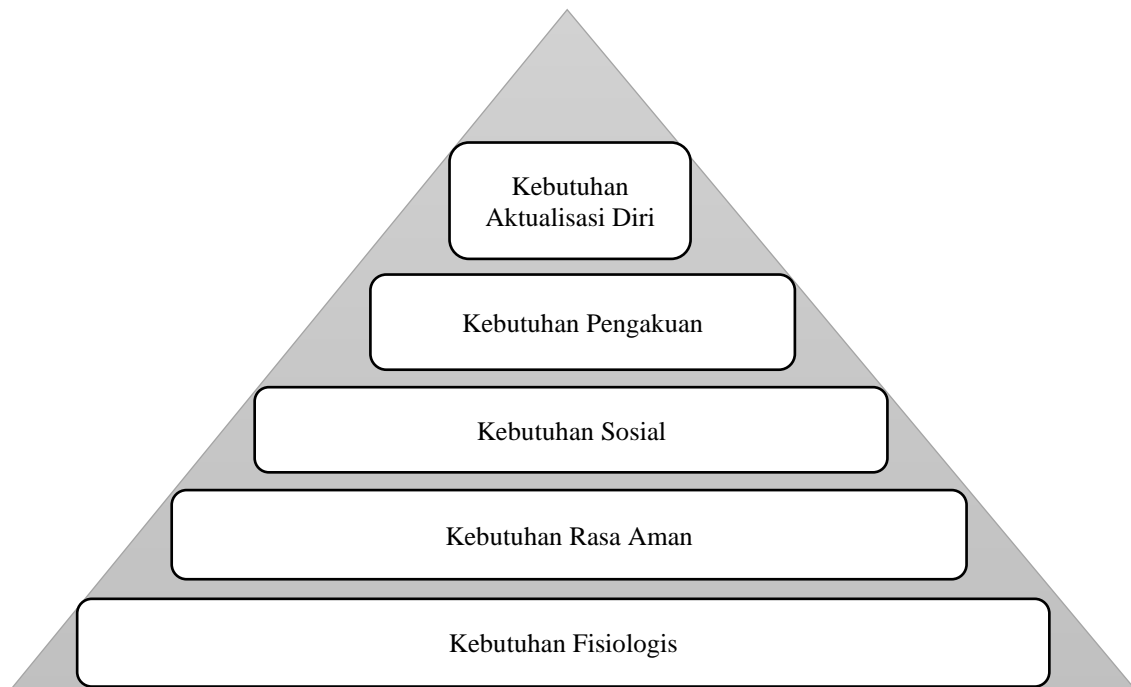 Kebutuhan
Aktualisasi Diri
Kebutuhan Pengakuan
Kebutuhan Sosial
Kebutuhan Rasa Aman
Kebutuhan Fisiologis